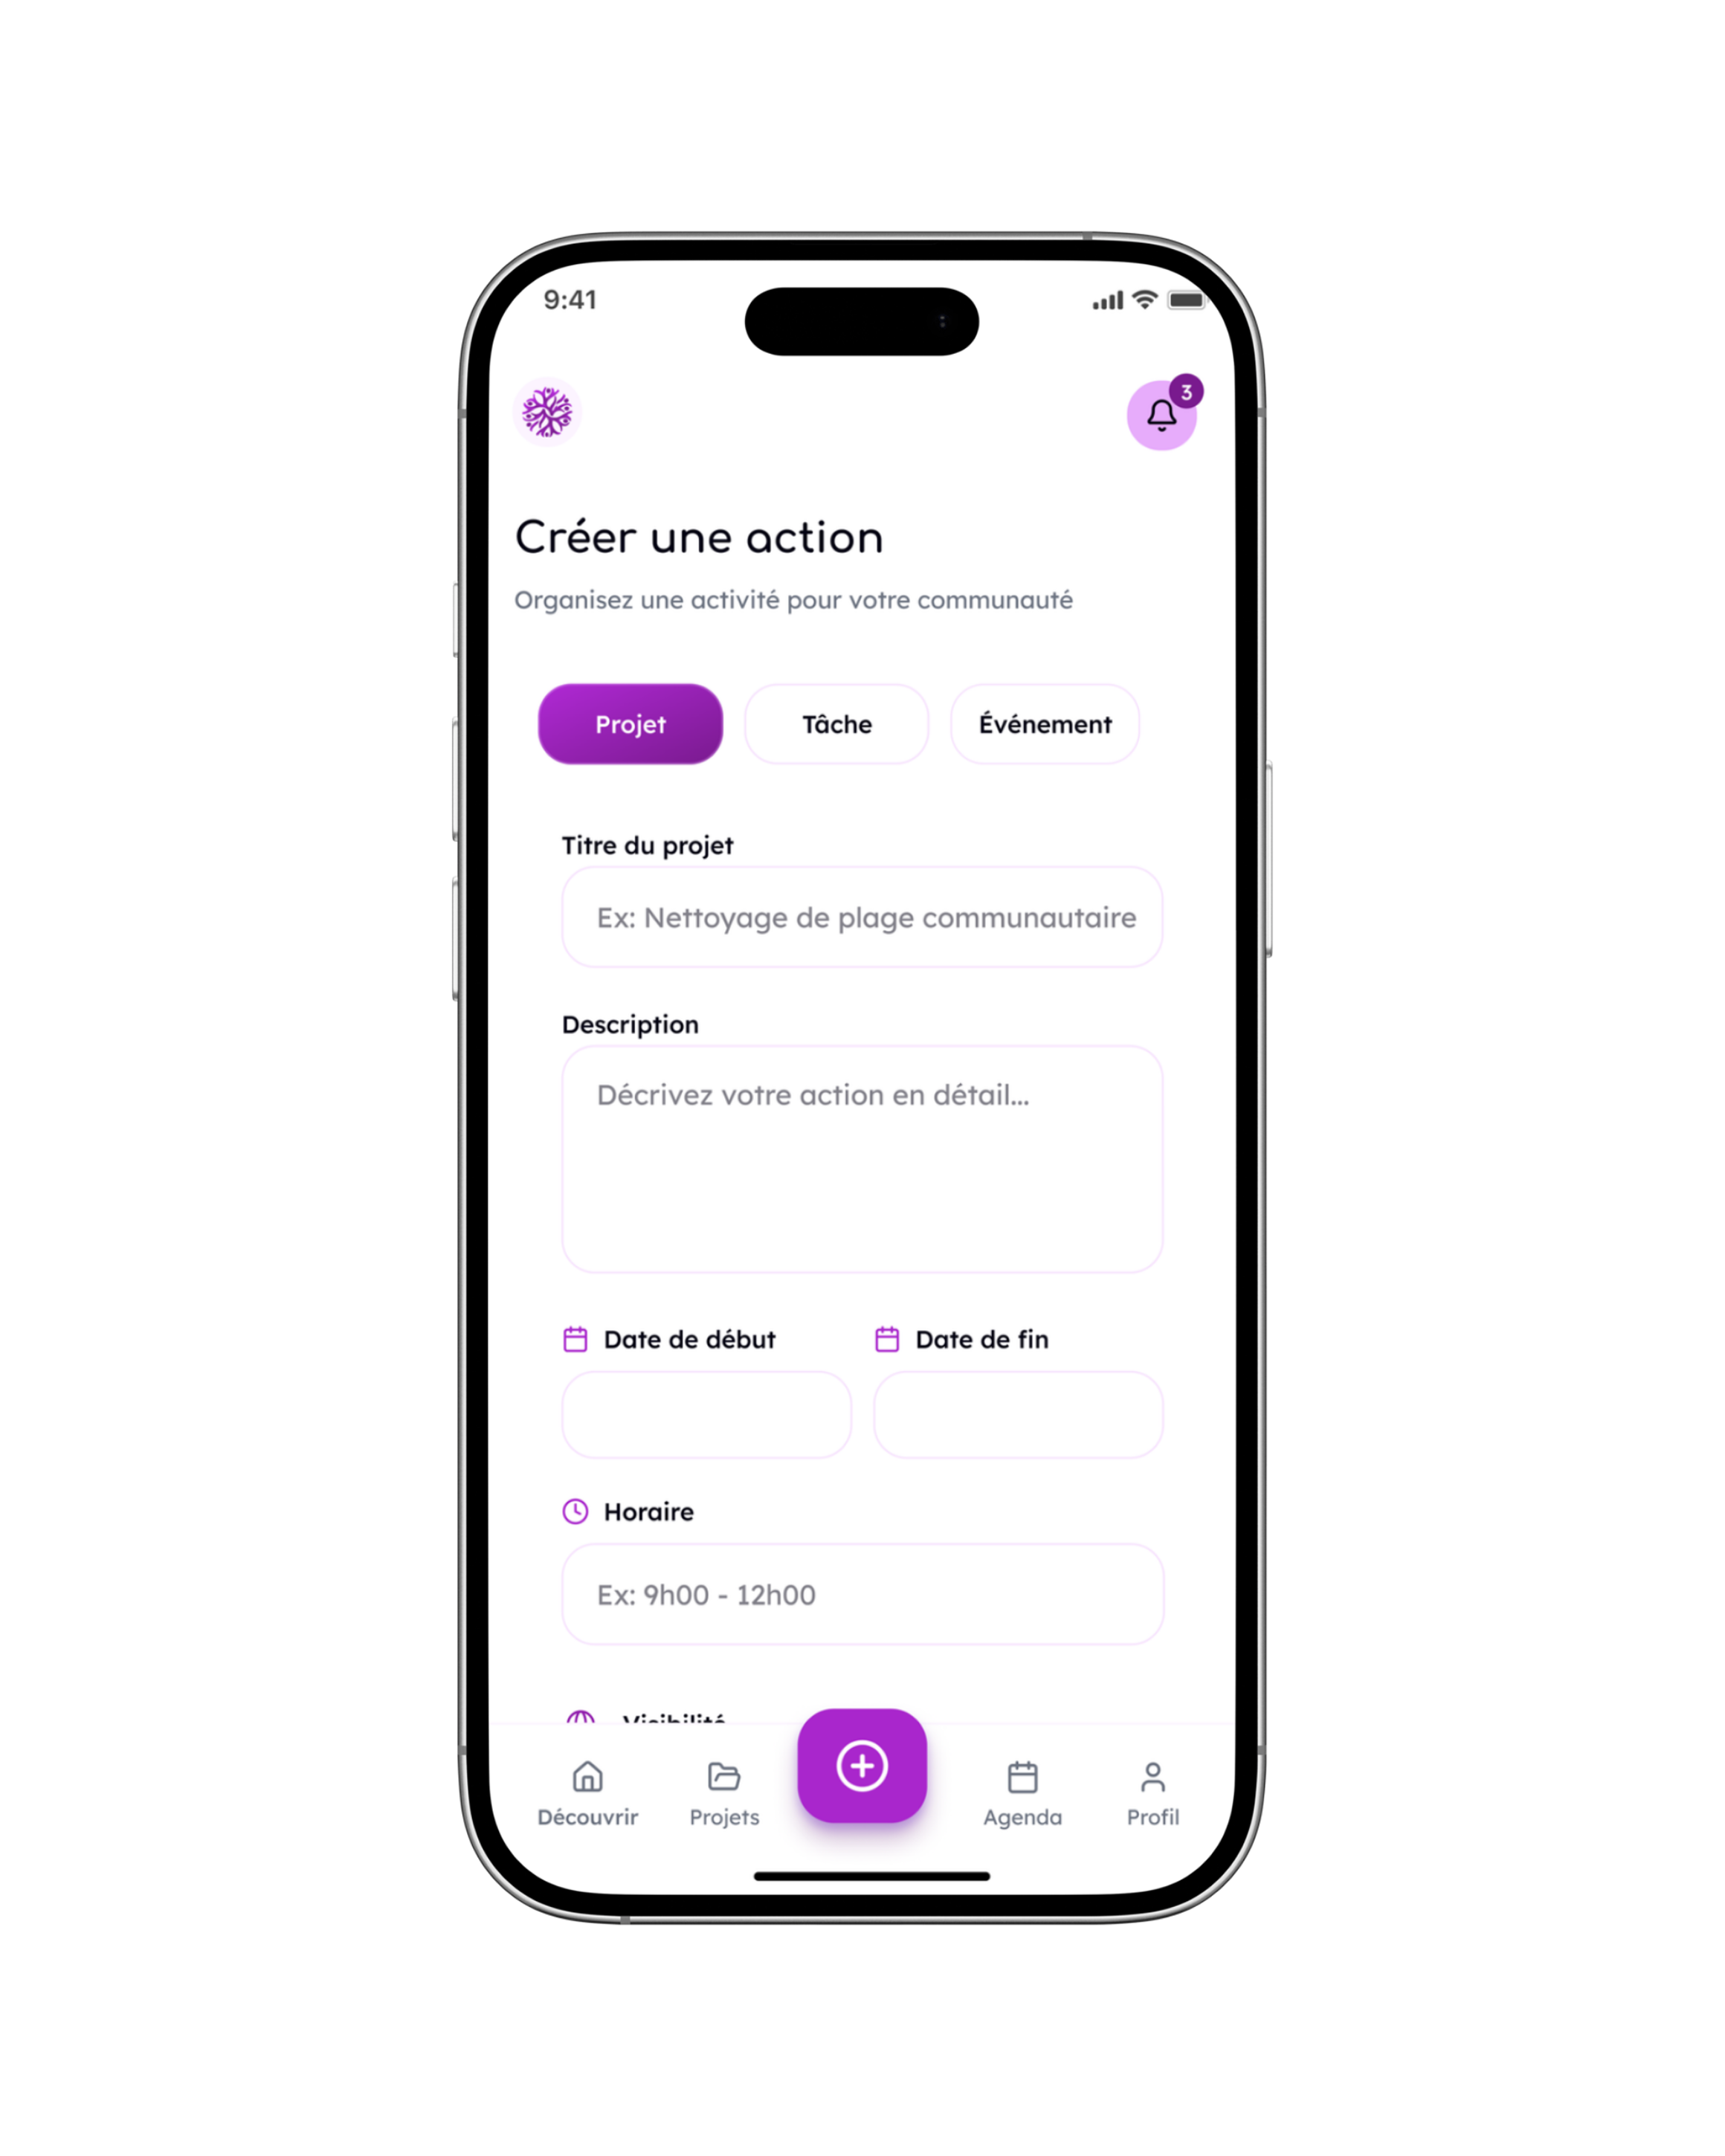 9:41
3
Créer une action
Organisez une activité pour votre communauté
Projet Tâche Événement
Titre du projet
Ex: Nettoyage de plage communautaire
Description
Décrivez votre action en détail...
Date de début Date de fin
Horaire
Ex: 9h00 - 12h00
Visibilité
Découvrir Projets Agenda Profil